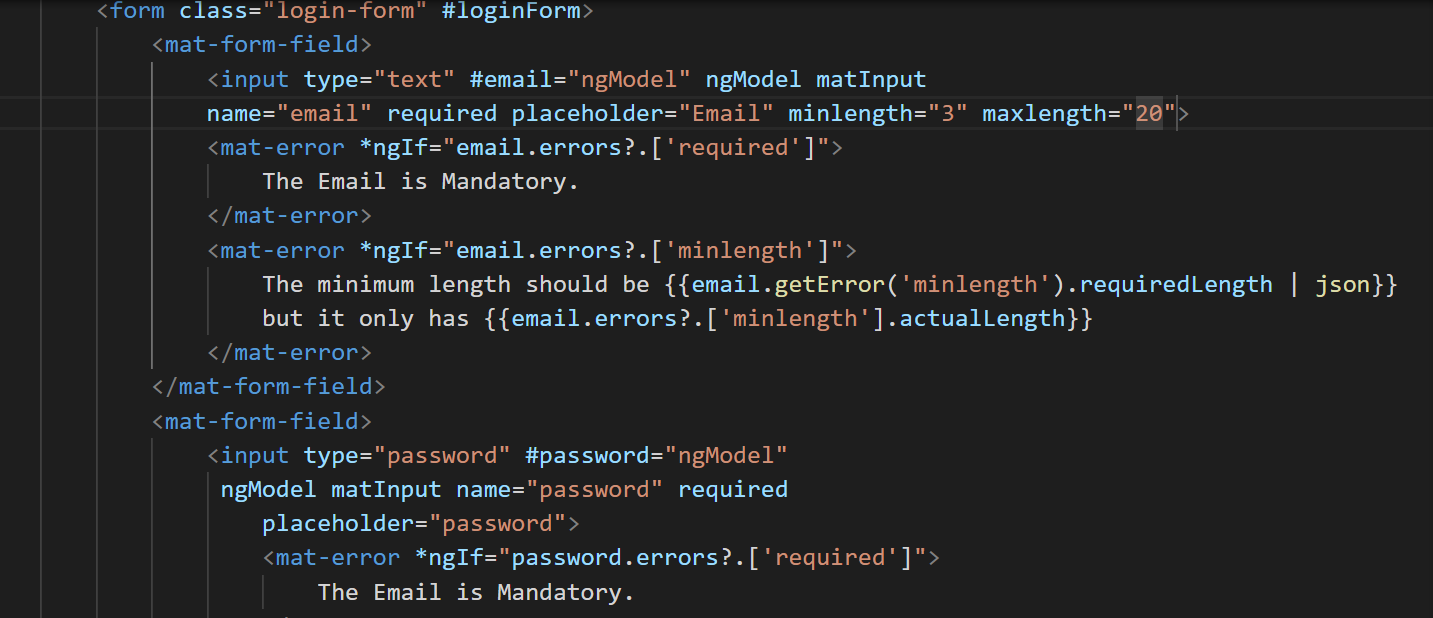 <form class="login-form" #loginForm>
<mat-form-field>
<input type="text" #email="ngModel" ngModel matInput
name="email" required placeholder="Email" minlength="3" maxlength="20">
<mat-error *ngIf="email.errors?.['required']">
The Email is Mandatory.
</mat-error>
<mat-error *ngIf="email.errors?.['minlength']">
The minimum length should be {{email.getError('minlength').requiredLength | json}}
but it only has {{email.errors?.['minlength'].actualLength}}
</mat-error>
</mat-form-field>
<mat-form-field>
<input type="password" #password="ngModel"
ngModel matInput name="password" required
placeholder="password">
<mat-error *ngIf="password.errors?.['required']">
The Email is Mandatory.